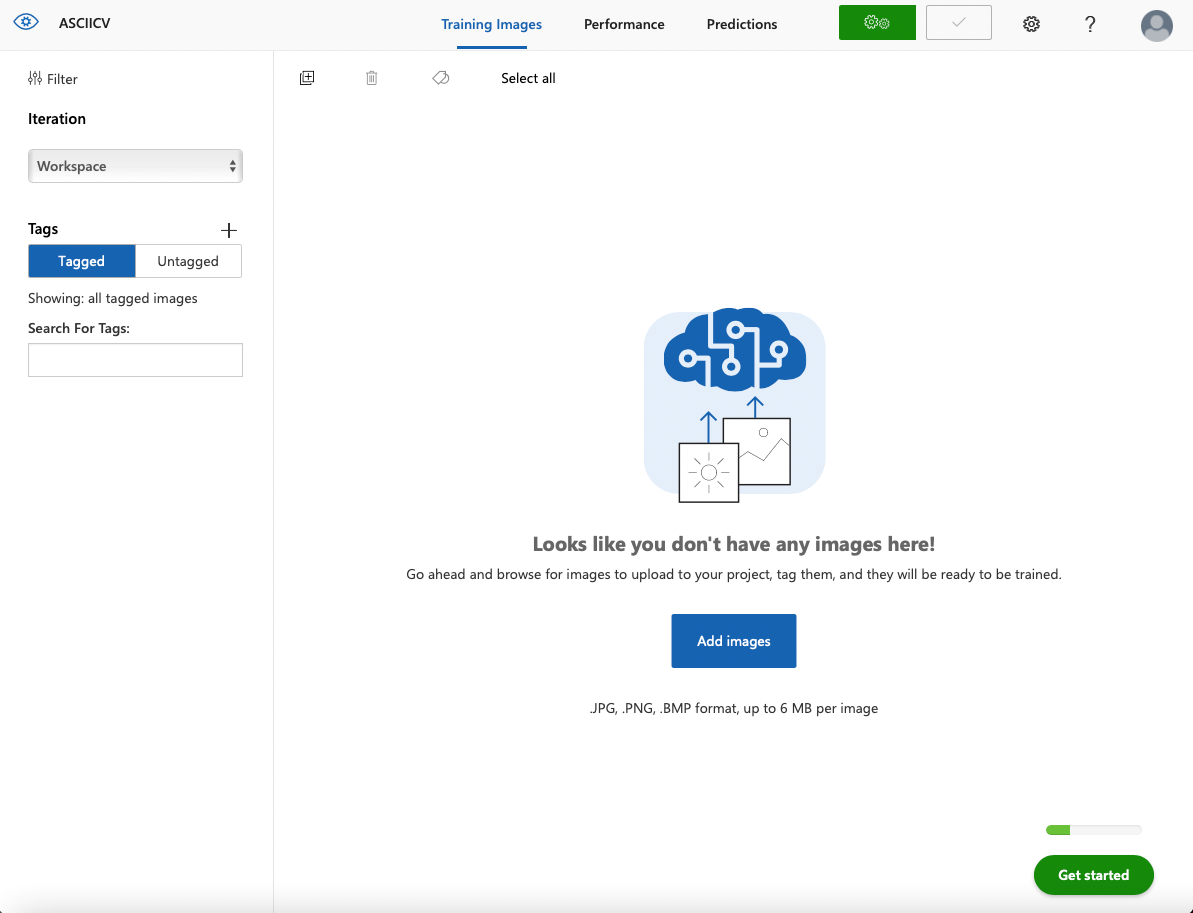 ASCIICV
Training Images
Performance
Predictions
?
Filter
Iteration
Workspace
Tags
Tagged
Untagged
Showing: all tagged images
Search For Tags:
Select all
Looks like you don't have any images here!
Go ahead and browse for images to upload to your project, tag them, and they will be ready to be trained.
Add images
.JPG, .PNG, .BMP format, up to 6 MB per image
Get started